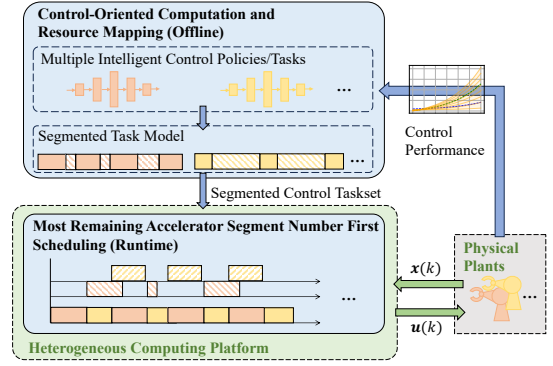 Control-Oriented Computation and
Resource Mapping (Offline)
Multiple Intelligent Control Policies/Tasks
...
Segmented Task Model
...
Control
Performance
Segmented Control Taskset
Most Remaining Accelerator Segment Number First
Scheduling (Runtime)
...
Heterogeneous Computing Platform
x(k)
u(k)
Physical
Plants
...